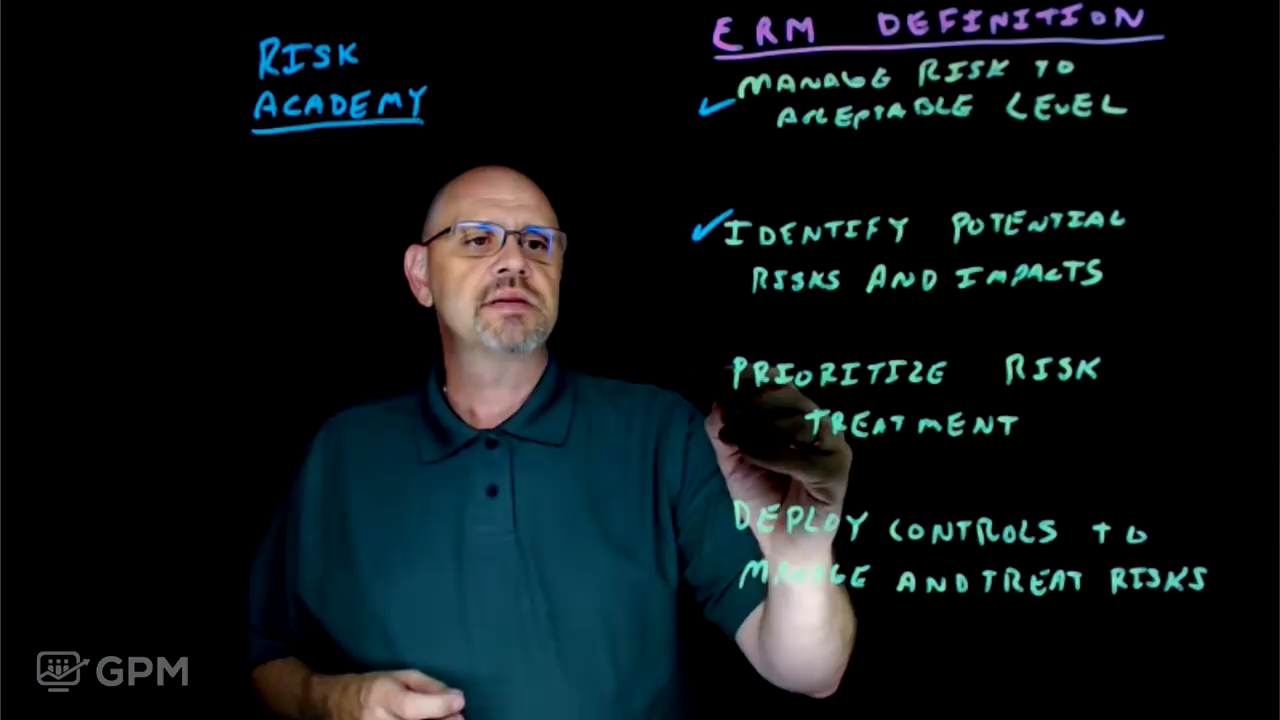 RISK
ACADEMY
ERM DEFINITION
MANAGE RISK TO
ACCEPTABLE LEVEL
IDENTIFY POTENTIAL
RISKS AND IMPACTS
PRIORITIZE RISK
TREATMENT
DEPLOY CONTROLS TO
MANAGE AND TREAT RISKS
GPM